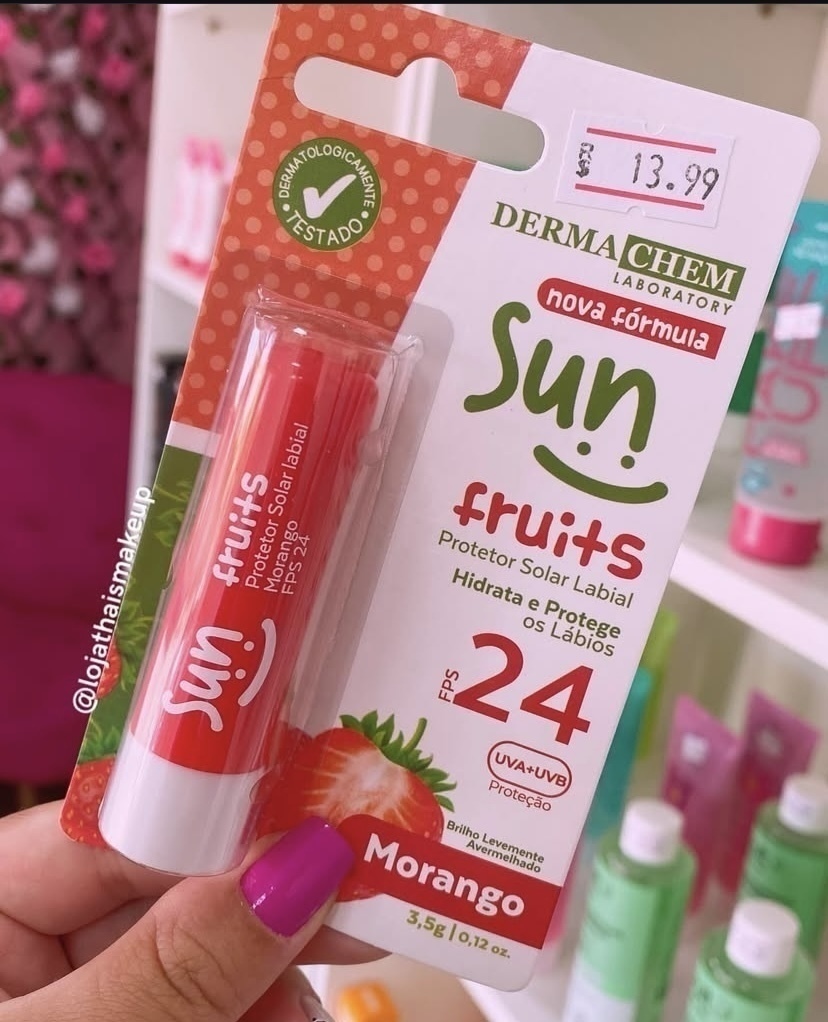 R$ 13.99
DERMATOLOGICAMENTE
TESTADO
DERMACHEM
LABORATORY
nova fórmula
Sun
fruits
Protetor Solar Labial
Hidrata e Protege
os Lábios
FPS 24
UVA+UVB
Proteção
Brilho Levemente
Avermelhado
Morango
3,5g | 0,12 oz.
sun
fruits
Protetor Solar labial
Morango
FPS 24
@lojathaismakeup